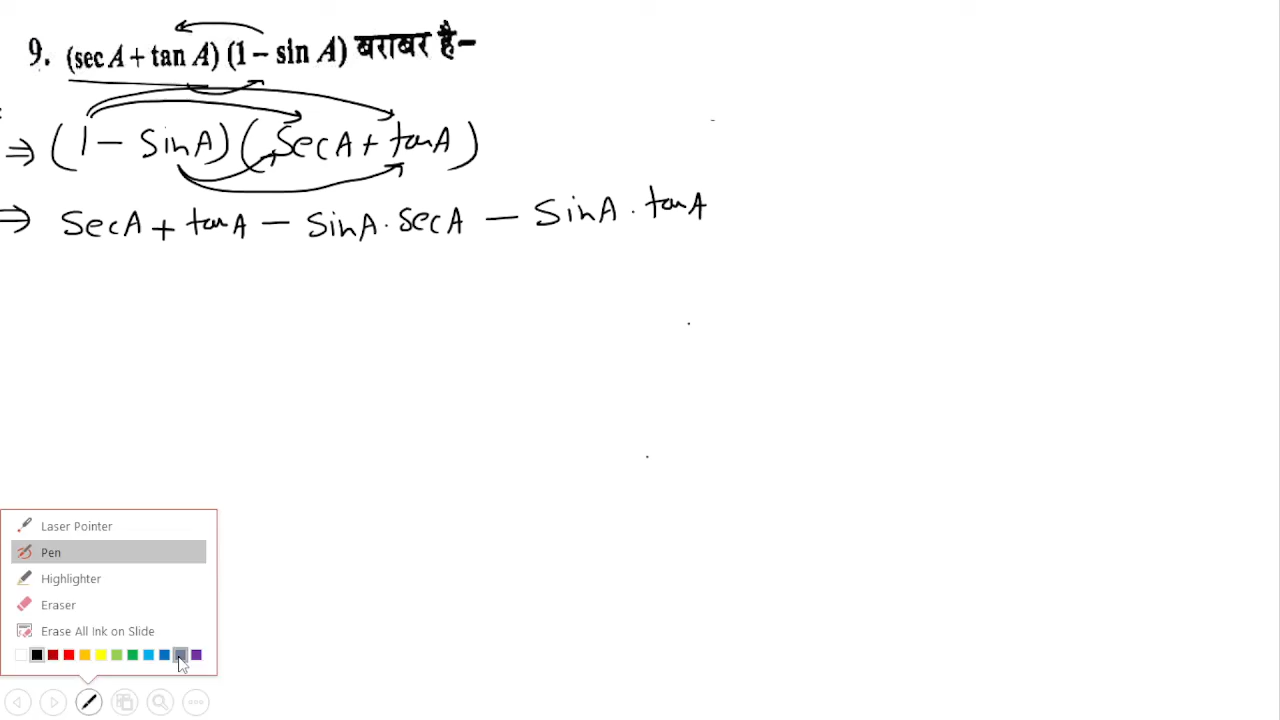 9. (sec A + tan A) (1 – sin A) बराबर है–
⇒ (1 – SinA) (SecA + tanA)
⇒ SecA + tanA – SinA . SecA – SinA . tanA
Laser Pointer
Pen
Highlighter
Eraser
Erase All Ink on Slide